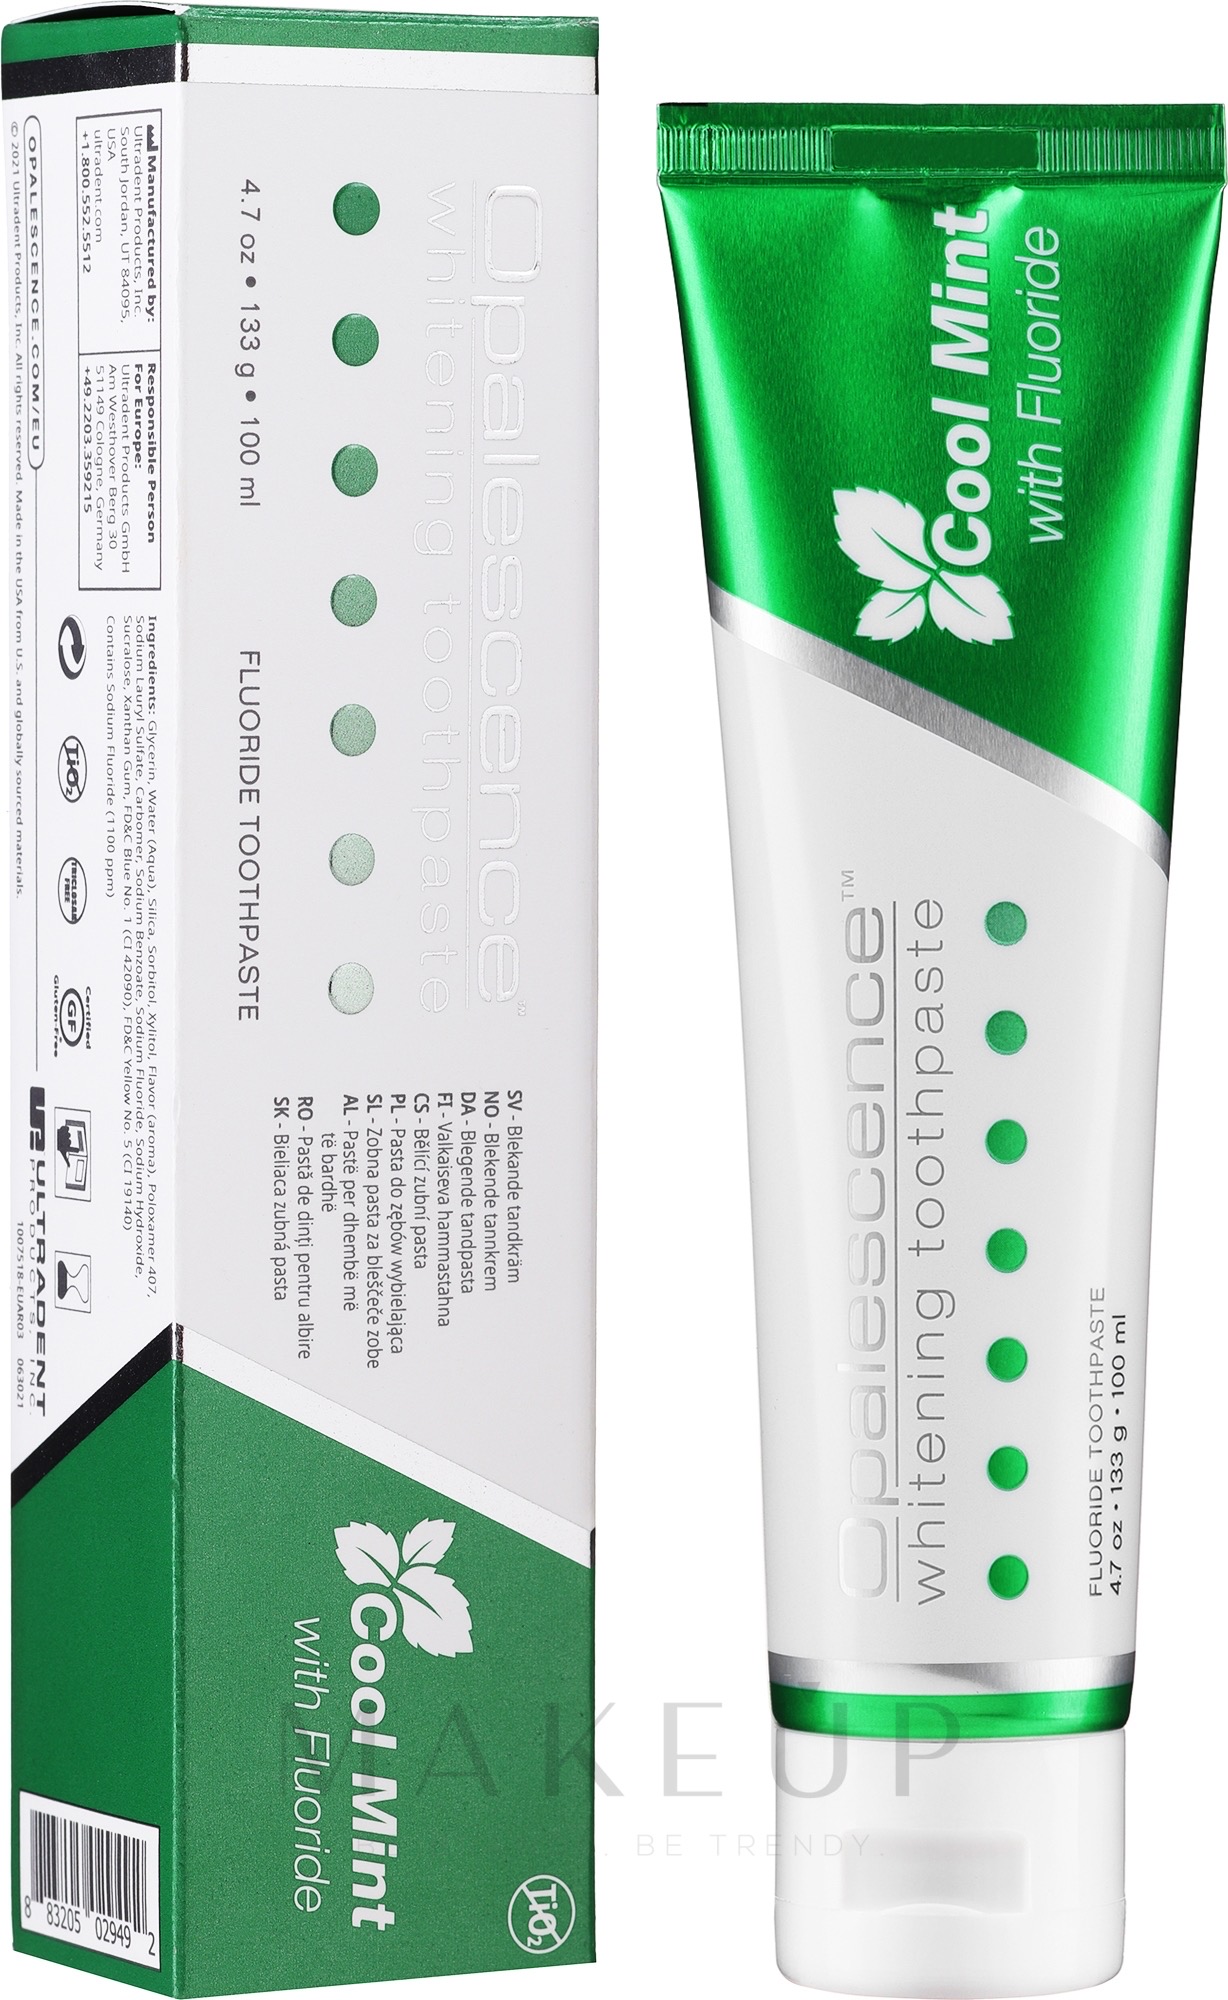 Manufactured by:
Ultradent Products, Inc.
South Jordan, UT 84095,
USA
ultradent.com
+1.800.552.5512
Responsible Person
For Europe:
Ultradent Products GmbH
Am Westhover Berg 30
51149 Cologne, Germany
+49.2203.359215
Ingredients: Glycerin, Water (Aqua), Silica, Sorbitol, Xylitol, Flavor (aroma), Poloxamer 407,
Sodium Lauryl Sulfate, Carbomer, Sodium Benzoate, Sodium Fluoride, Sodium Hydroxide,
Sucralose, Xanthan Gum, FD&C Blue No. 1 (CI 42090), FD&C Yellow No. 5 (CI 19140)
Contains Sodium Fluoride (1100 ppm)
OPALESCENCE.COM/EU
© 2021 Ultradent Products, Inc. All rights reserved. Made in the USA from U.S. and globally sourced materials.
TiO2
TRICLOSAN
FREE
Certified
GF
Gluten-Free
ULTRADENT
PRODUCTS, INC.
1007518-EUAR03 063021
8 83205 02949 2
Opalescence™
whitening toothpaste
4.7 oz • 133 g • 100 ml
FLUORIDE TOOTHPASTE
SV - Blekande tandkräm
NO - Blekende tannkrem
DA - Blegende tandpasta
FI - Valkaiseva hammastahna
CS - Bělící zubní pasta
PL - Pasta do zębów wybielająca
SL - Zobna pasta za bleščeče zobe
AL - Pastë per dhembë më
të bardhë
RO - Pastă de dinți pentru albire
SK - Bieliaca zubná pasta
Cool Mint
with Fluoride
TiO2
Cool Mint
with Fluoride
Opalescence™
whitening toothpaste
FLUORIDE TOOTHPASTE
4.7 oz • 133 g • 100 ml
MAKEUP
. BE TRENDY.